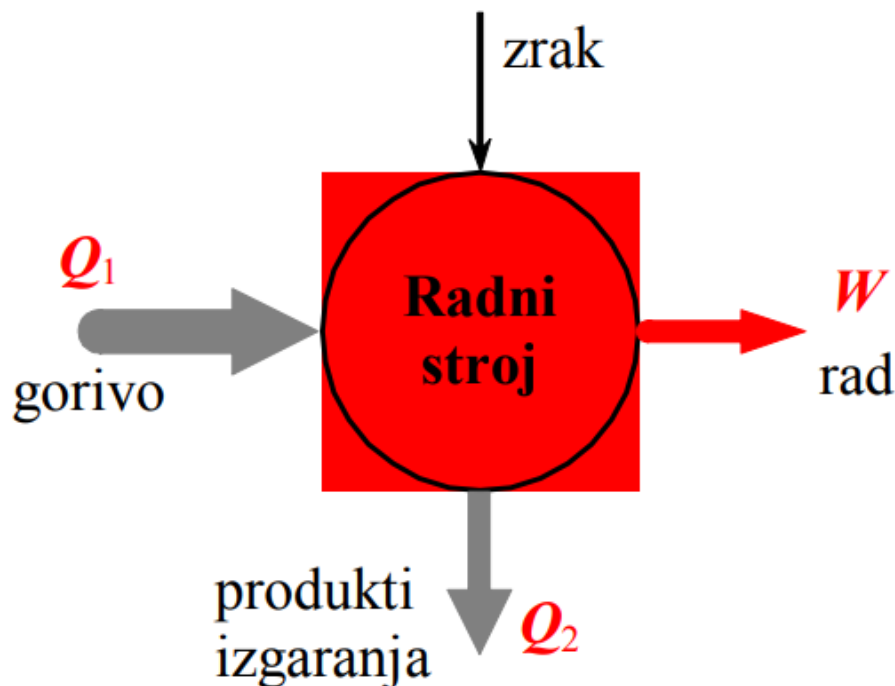 zrak
Q1
gorivo
Radni
stroj
W
rad
produkti
izgaranja
Q2